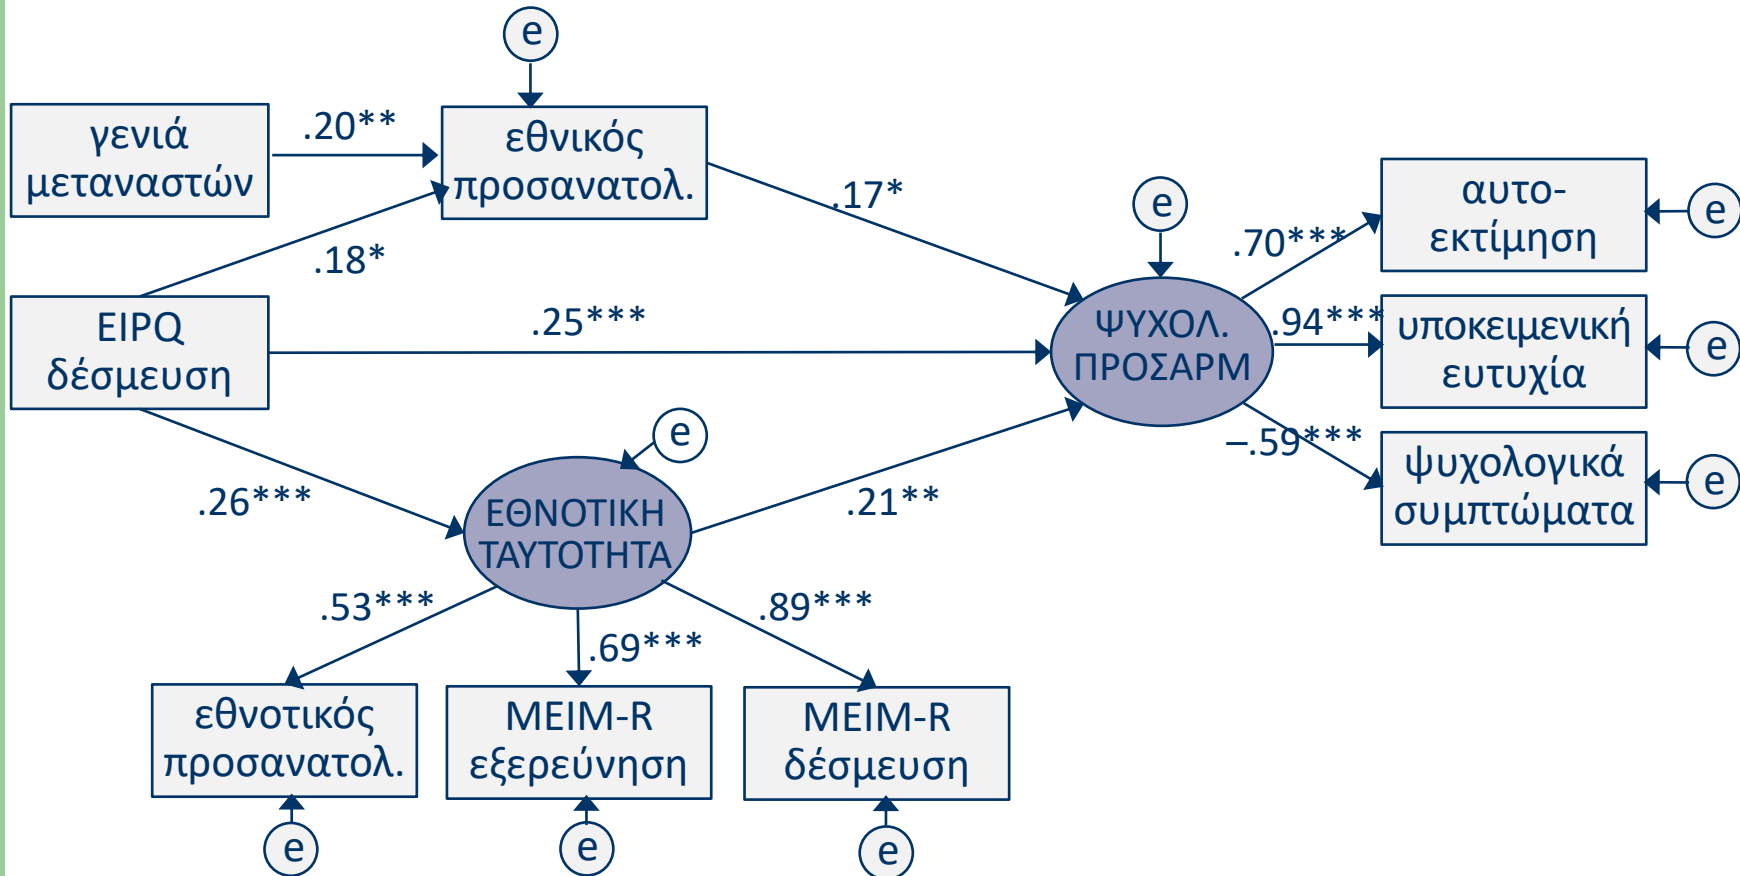 e
γενιά
μεταναστών
.20**
εθνικός
προσανατολ.
.18*
.17*
e
αυτο-
εκτίμηση
e
.70***
EIPQ
δέσμευση
.25***
ΨΥΧΟΛ.
ΠΡΟΣΑΡΜ
.94***
υποκειμενική
ευτυχία
e
–.59***
ψυχολογικά
συμπτώματα
e
e
.26***
ΕΘΝΟΤΙΚΗ
ΤΑΥΤΟΤΗΤΑ
.21**
.53***
.69***
.89***
εθνοτικός
προσανατολ.
MEIM-R
εξερεύνηση
MEIM-R
δέσμευση
e
e
e